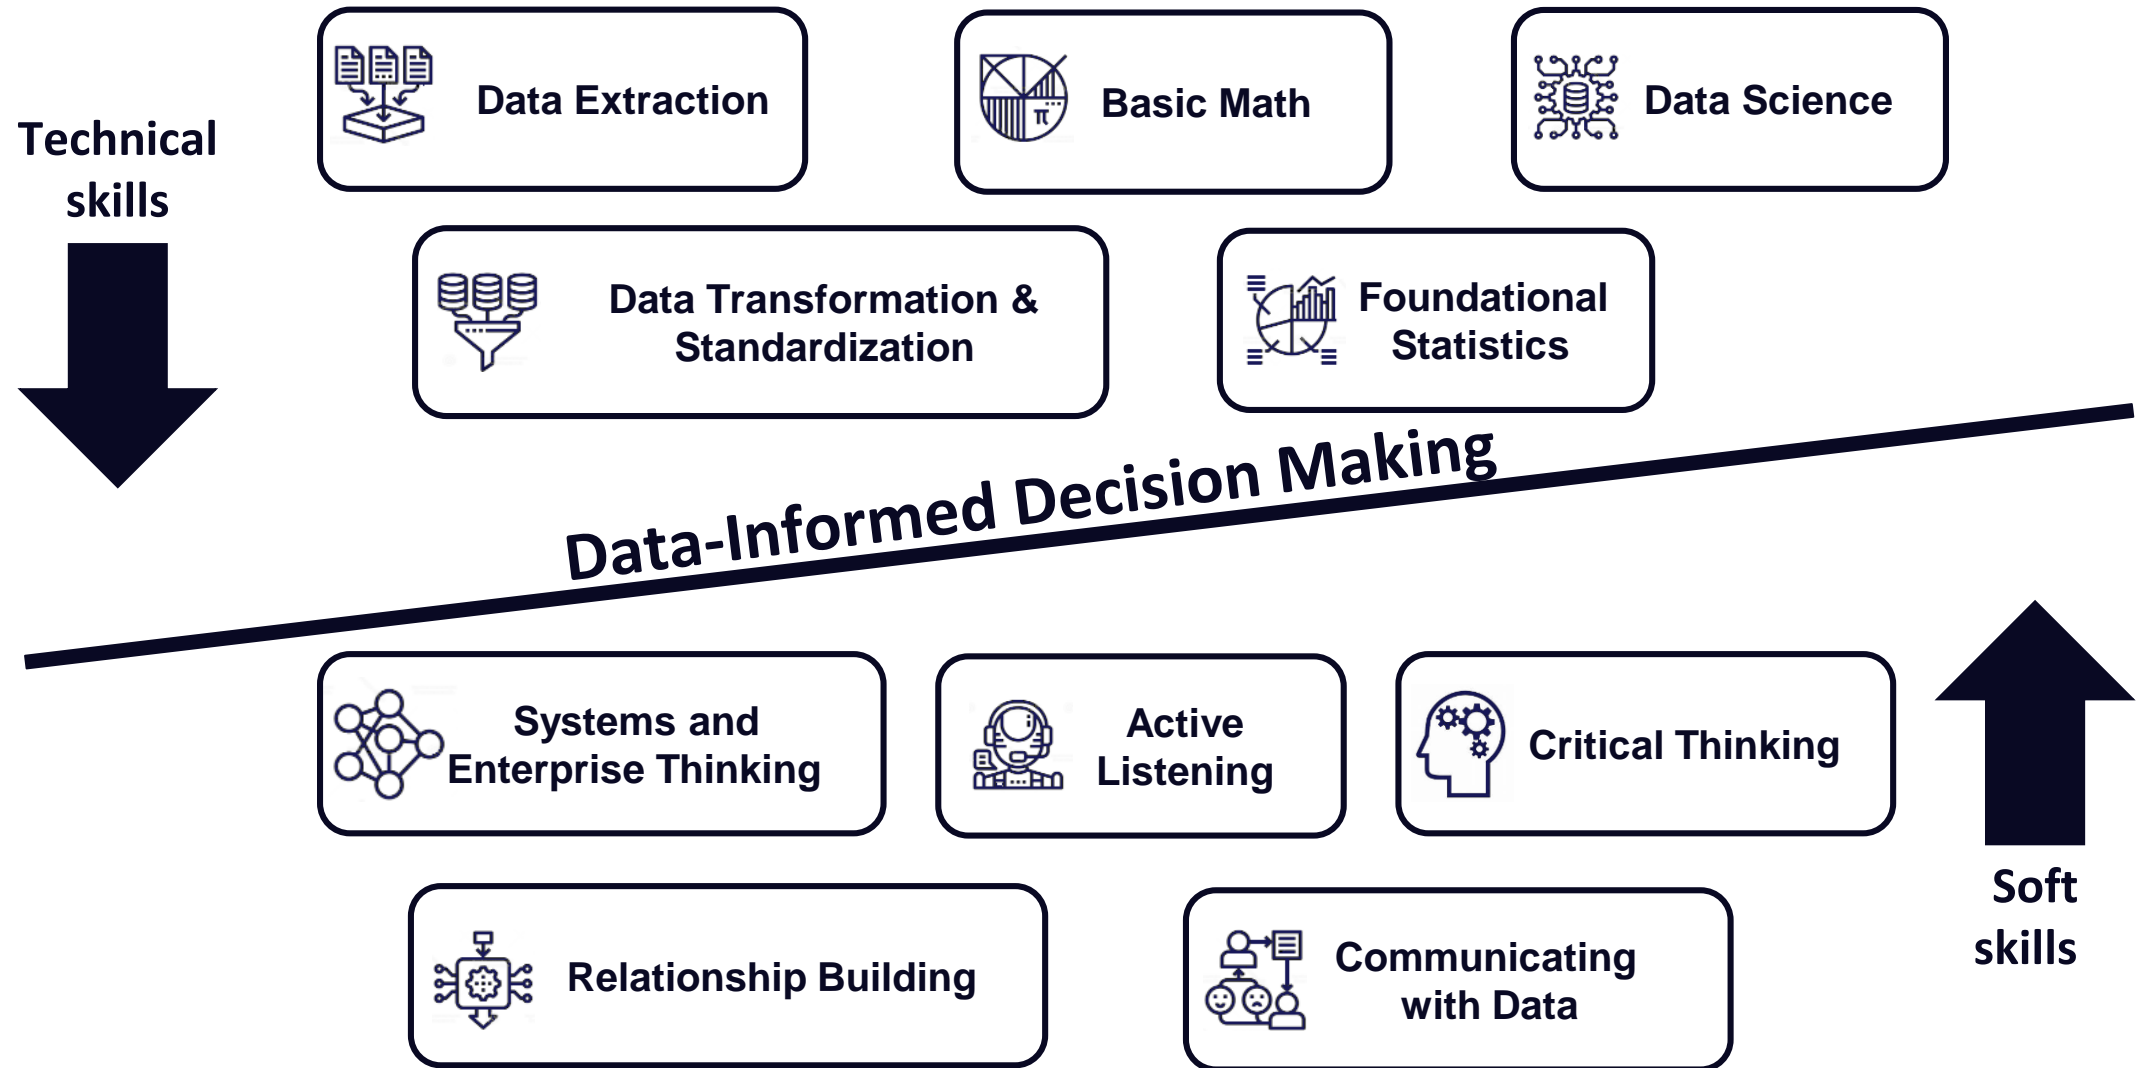 Technical
skills
Data Extraction
Basic Math
π
Data Science
Data Transformation &
Standardization
Foundational
Statistics
Data-Informed Decision Making
Systems and
Enterprise Thinking
Active
Listening
Critical Thinking
Relationship Building
Communicating
with Data
Soft
skills